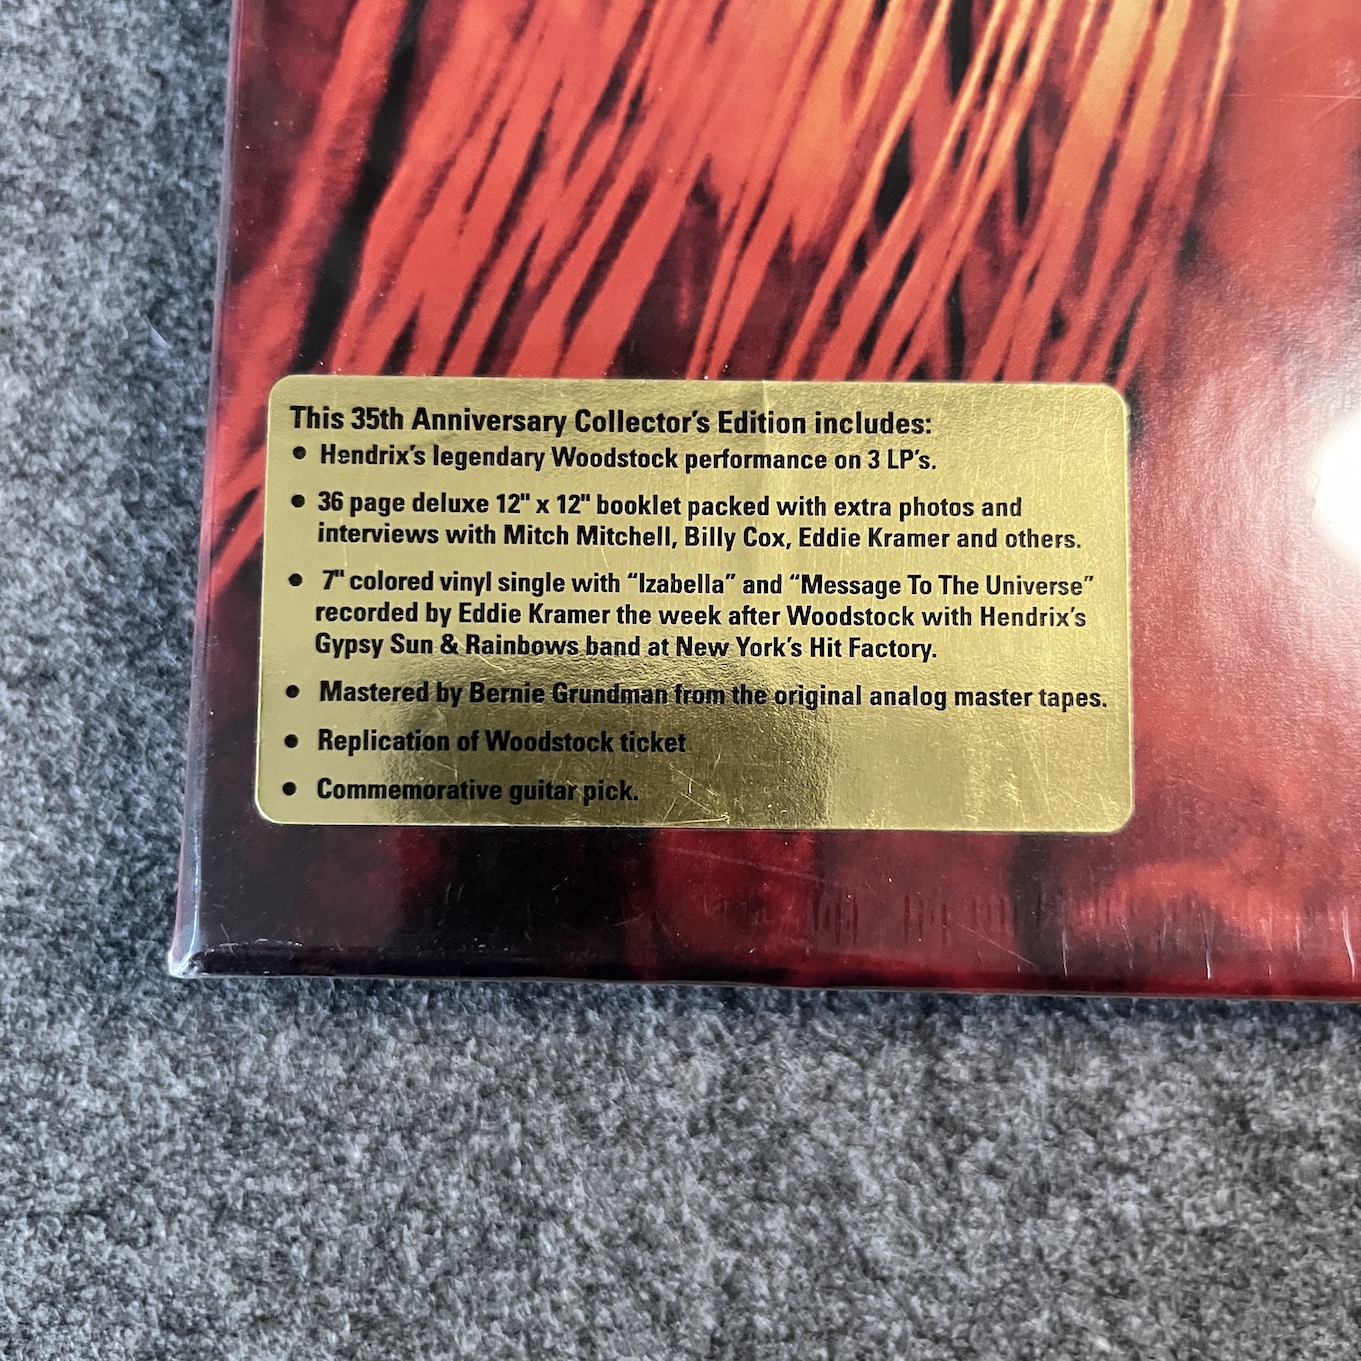 This 35th Anniversary Collector's Edition includes:
• Hendrix's legendary Woodstock performance on 3 LP's.
• 36 page deluxe 12" x 12" booklet packed with extra photos and
interviews with Mitch Mitchell, Billy Cox, Eddie Kramer and others.
• 7" colored vinyl single with “Izabella” and “Message To The Universe”
recorded by Eddie Kramer the week after Woodstock with Hendrix's
Gypsy Sun & Rainbows band at New York's Hit Factory.
• Mastered by Bernie Grundman from the original analog master tapes.
• Replication of Woodstock ticket
• Commemorative guitar pick.